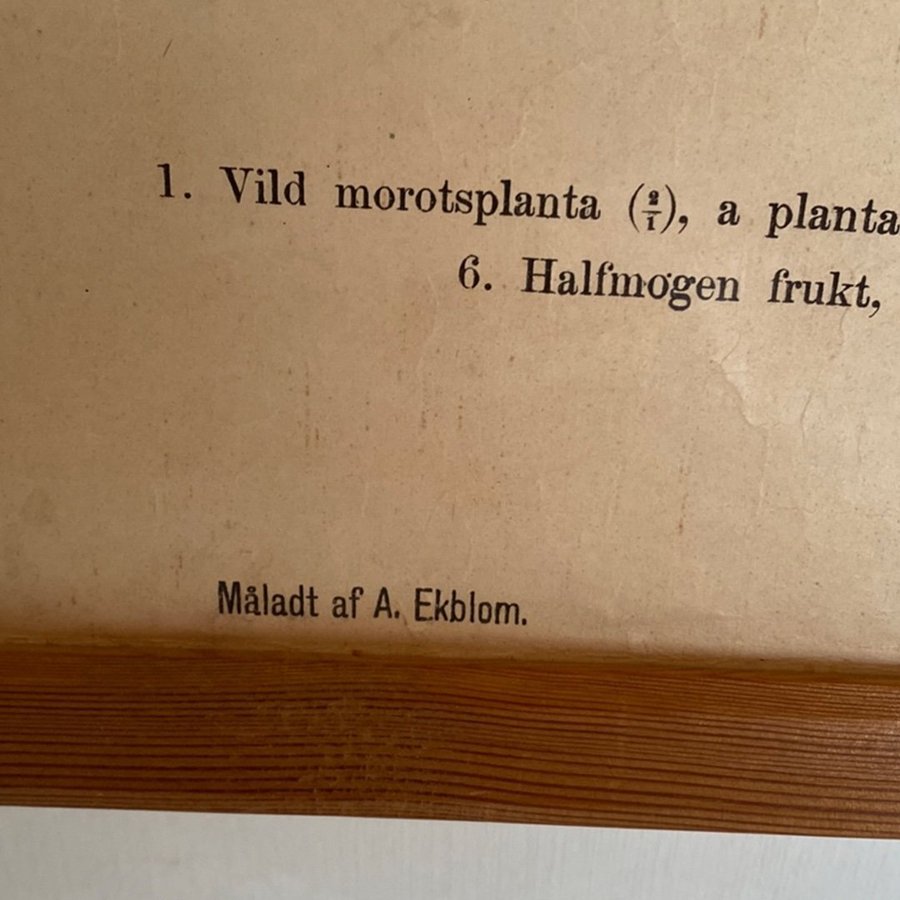 1. Vild morotsplanta (2/1), a planta
6. Halfmogen frukt,
Måladt af A. Ekblom.